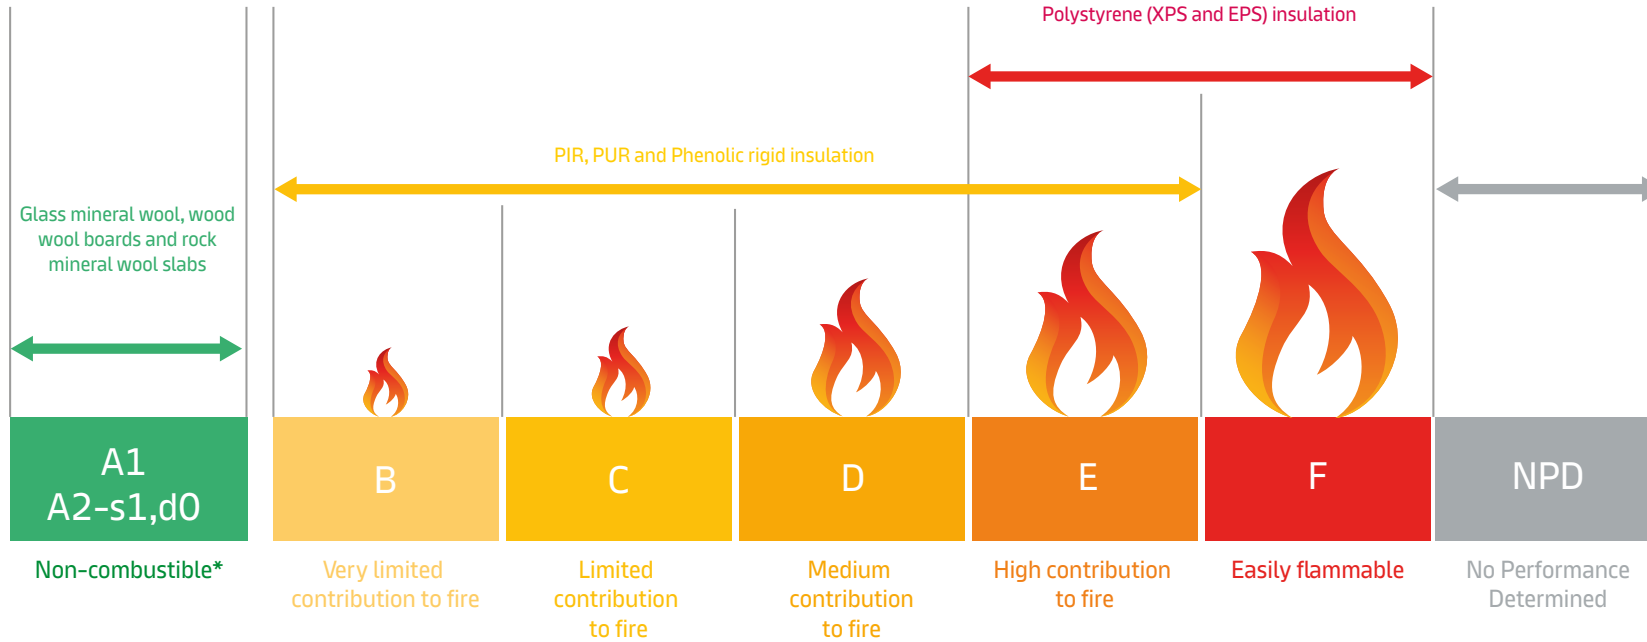 Polystyrene (XPS and EPS) insulation
PIR, PUR and Phenolic rigid insulation
Glass mineral wool, wood
wool boards and rock
mineral wool slabs
A1
A2-s1,d0
B
C
D
E
F
NPD
Non-combustible*
Very limited
contribution to fire
Limited
contribution
to fire
Medium
contribution
to fire
High contribution
to fire
Easily flammable
No Performance
Determined